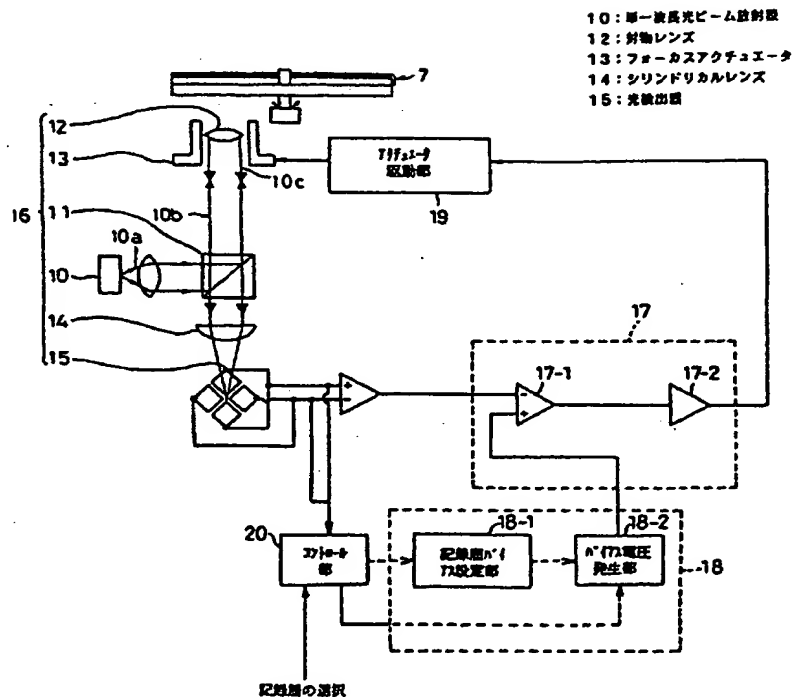 10:単一波長光ビーム放射源
12:対物レンズ
13:フォーカスアクチュエータ
14:シリンドリカルレンズ
15:光検出器
7
12
13
10c
アクチュエータ
駆動部
19
16
11
10b
10a
10
14
15
17
17-1
17-2
+
-
-
+
20
コントロール
部
18-1
記録層バイ
アス設定部
18-2
バイアス電圧
発生部
18
記録層の選択